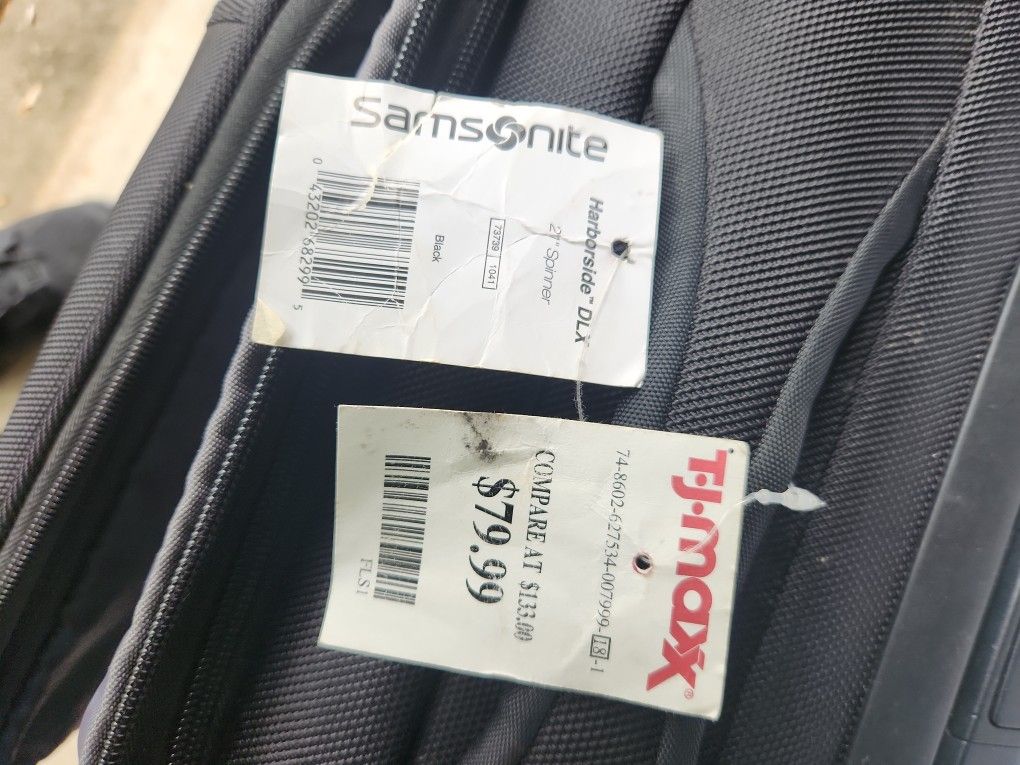 Samsonite
Harborside™ DLX
21" Spinner
73739 1041
Black
0 43202 68299 5
T·J·maxx®
74-8602-627534-007999-18-1
COMPARE AT $133.00
$79.99
FLS1